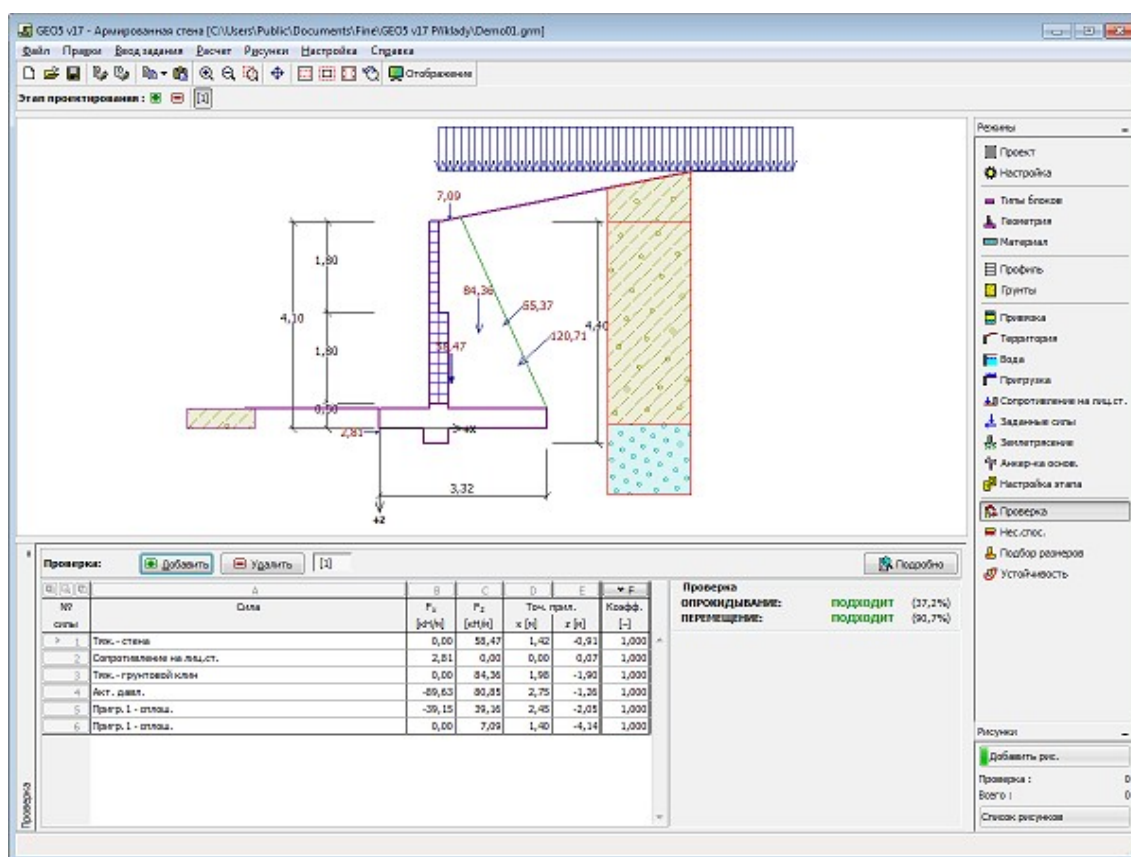 GEO5 v17 - Армированная стена [C:\Users\Public\Documents\Fine\GEO5 v17 Příklady\Demo01.grm]
Файл Правки Ввод задания Расчет Рисунки Настройка Справка
Отображение
Этап проектирования : [1]
7,09
1,80
84,36
55,37
4,10
4,40
120,71
1,80
58,47
0,50
2,81
+x
3,32
+z
Режимы
Проект
Настройка
Типы блоков
Геометрия
Материал
Профиль
Грунты
Привязка
Территория
Вода
Пригрузка
Сопротивление на лиц.ст.
Заданные силы
Землетрясение
Анкер-ка основ.
Настройка этапа
Проверка
Нес.спос.
Подбор размеров
Устойчивость
Проверка: Добавить Удалить [1] Подробно
A B C D E F
№ Сила Fx Fz Точ. прил. Коэфф.
силы [кН/м] [кН/м] x [м] z [м] [-]
1 Тяж.- стена 0,00 58,47 1,42 -0,91 1,000
2 Сопротивление на лиц.ст. 2,81 0,00 0,00 0,07 1,000
3 Тяж.- грунтовой клин 0,00 84,36 1,98 -1,90 1,000
4 Акт. давл. -89,63 80,85 2,75 -1,26 1,000
5 Пригр.1 - сплош. -39,15 39,16 2,45 -2,05 1,000
6 Пригр.1 - сплош. 0,00 7,09 1,40 -4,14 1,000
Проверка
ОПРОКИДЫВАНИЕ: ПОДХОДИТ (37,2%)
ПЕРЕМЕЩЕНИЕ: ПОДХОДИТ (90,7%)
Проверка
Рисунки
Добавить рис.
Проверка : 0
Всего : 0
Список рисунков